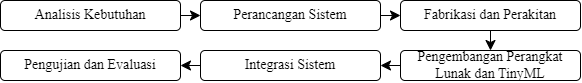 Analisis Kebutuhan
Perancangan Sistem
Fabrikasi dan Perakitan
Pengembangan Perangkat
Lunak dan TinyML
Integrasi Sistem
Pengujian dan Evaluasi